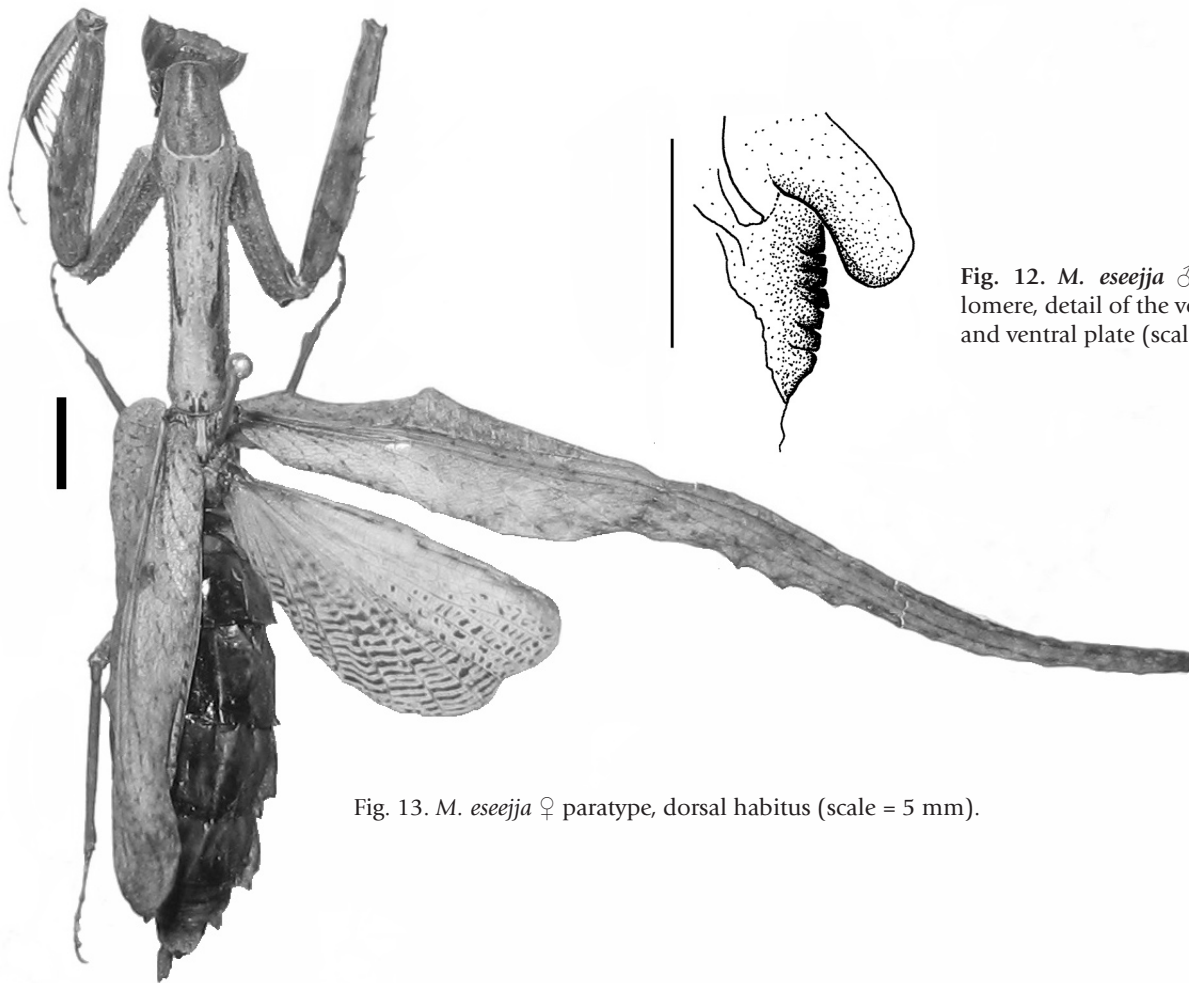 Fig. 12. M. eseejja ♂
lomere, detail of the
and ventral plate
Fig. 13. M. eseejja ♀ paratype, dorsal habitus (scale = 5 mm).